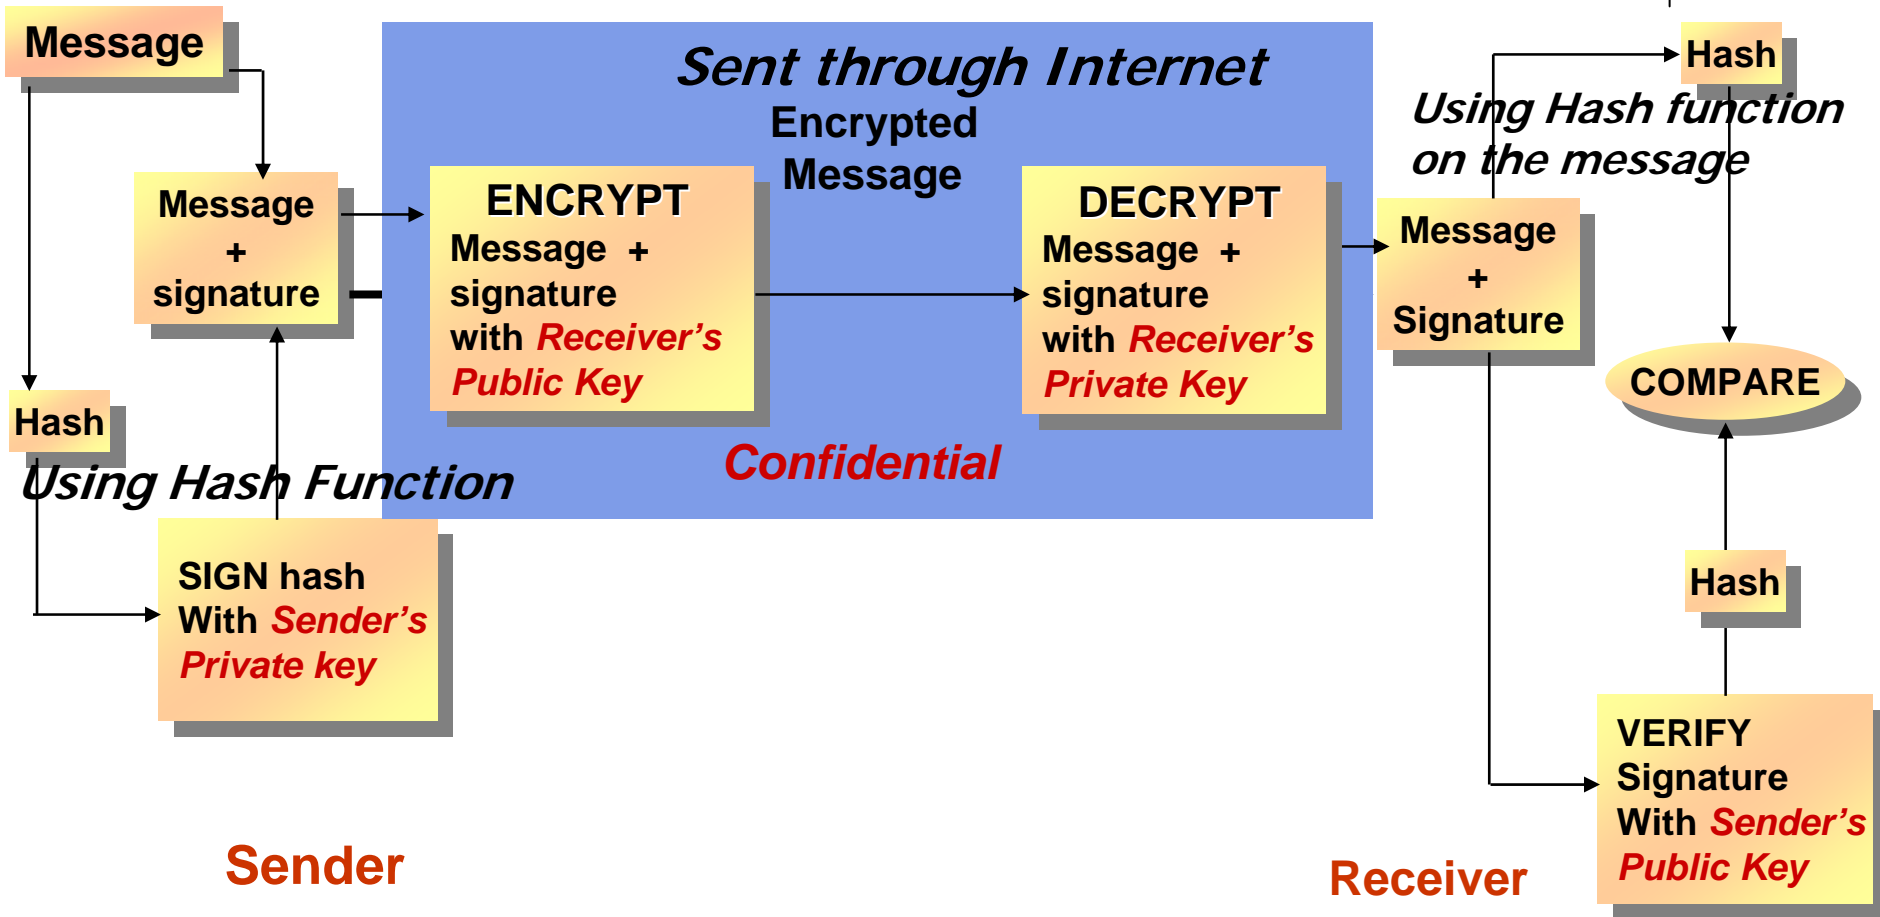 Message
Message
+
signature
Hash
Using Hash Function
SIGN hash
With Sender’s
Private key
Sender
Sent through Internet
Encrypted
Message
ENCRYPT
Message +
signature
with Receiver’s
Public Key
DECRYPT
Message +
signature
with Receiver’s
Private Key
Confidential
Message
+
Signature
Hash
Using Hash function
on the message
COMPARE
Hash
VERIFY
Signature
With Sender’s
Public Key
Receiver